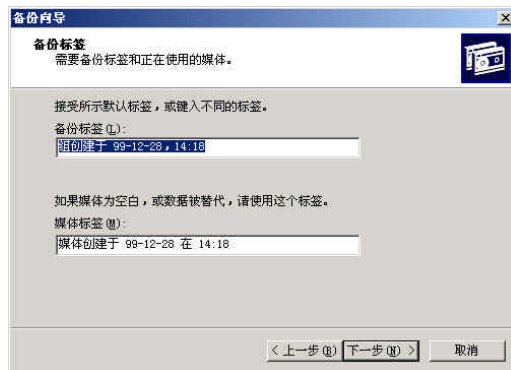 备份向导
备份标签
需要备份标签和正在使用的媒体。
接受所示默认标签，或键入不同的标签。
备份标签(L):
组创建于 99-12-28，14:18
如果媒体为空白，或数据被替代，请使用这个标签。
媒体标签(M):
媒体创建于 99-12-28 在 14:18
< 上一步(B) 下一步(N) > 取消